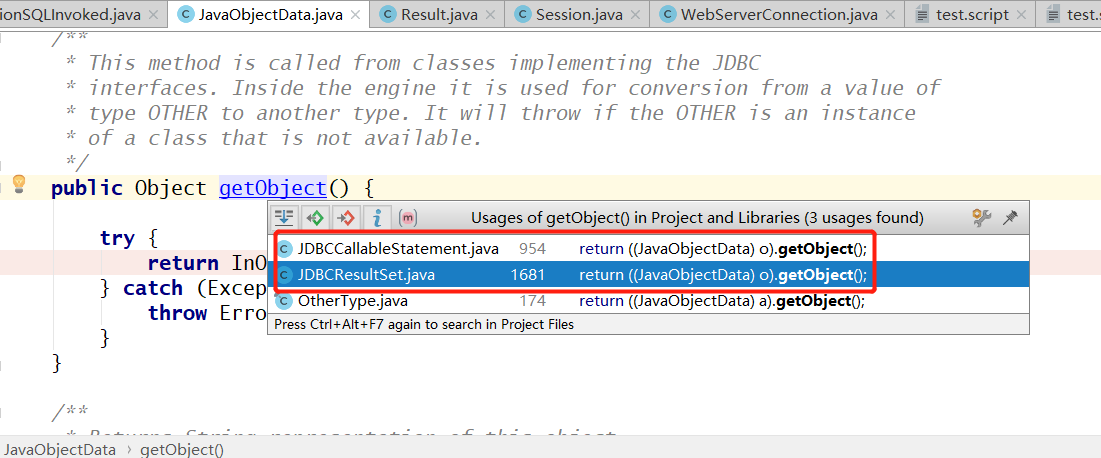 ionSQLInvoked.java JavaObjectData.java Result.java Session.java WebServerConnection.java test.script test.s
/**
* This method is called from classes implementing the JDBC
* interfaces. Inside the engine it is used for conversion from a value of
* type OTHER to another type. It will throw if the OTHER is an instance
* of a class that is not available.
*/
public Object getObject() {
Usages of getObject() in Project and Libraries (3 usages found)
try {
JDBCCallableStatement.java 954 return ((JavaObjectData) o).getObject();
return InO
JDBCResultSet.java 1681 return ((JavaObjectData) o).getObject();
} catch (Excep
OtherType.java 174 return ((JavaObjectData) a).getObject();
throw Erro
Press Ctrl+Alt+F7 again to search in Project Files
}
}
/**
* Returns String representation of this object
JavaObjectData › getObject()